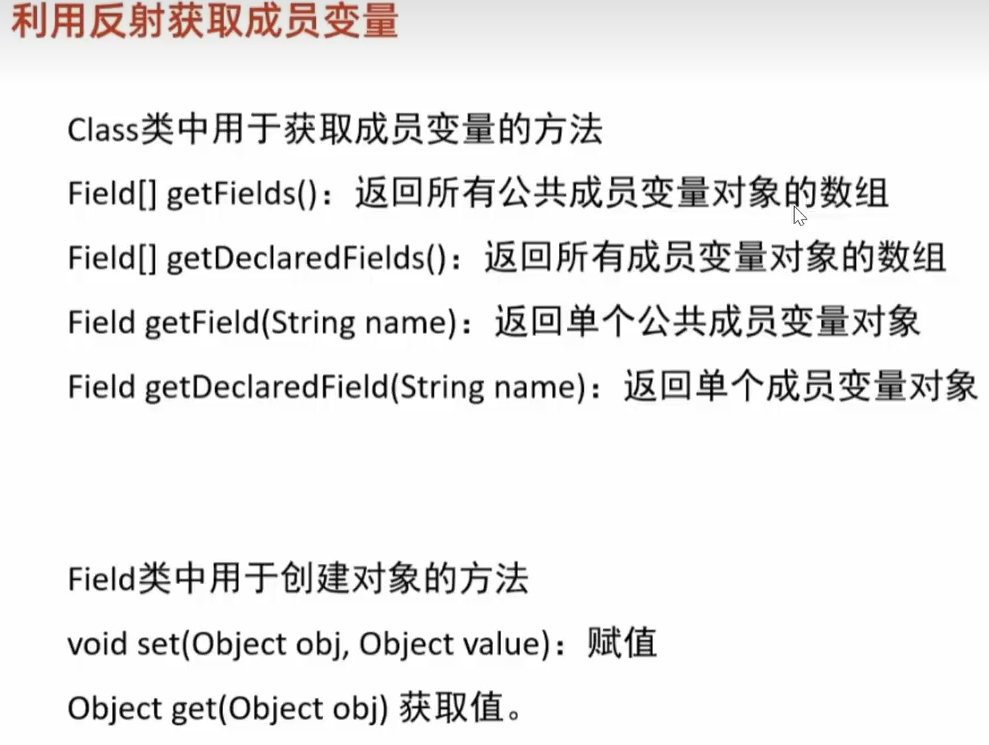 利用反射获取成员变量
Class类中用于获取成员变量的方法
Field[] getFields()：返回所有公共成员变量对象的数组
Field[] getDeclaredFields()：返回所有成员变量对象的数组
Field getField(String name)：返回单个公共成员变量对象
Field getDeclaredField(String name)：返回单个成员变量对象
Field类中用于创建对象的方法
void set(Object obj, Object value)：赋值
Object get(Object obj) 获取值。